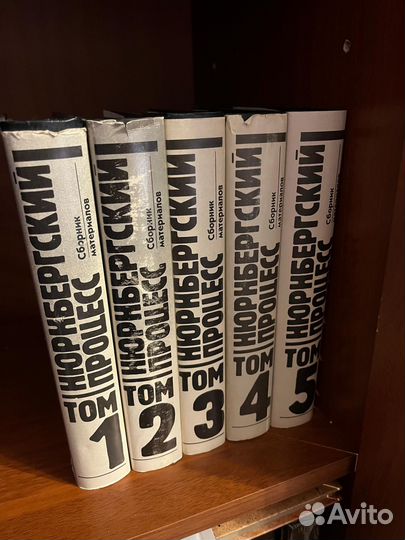 НЮРНБЕРГСКИЙ
ПРОЦЕСС
Сборник
материалов
ТОМ
1
НЮРНБЕРГСКИЙ
ПРОЦЕСС
Сборник
материалов
ТОМ
2
НЮРНБЕРГСКИЙ
ПРОЦЕСС
Сборник
материалов
ТОМ
3
НЮРНБЕРГСКИЙ
ПРОЦЕСС
Сборник
материалов
ТОМ
4
НЮРНБЕРГСКИЙ
ПРОЦЕСС
Сборник
материалов
ТОМ
5
Avito